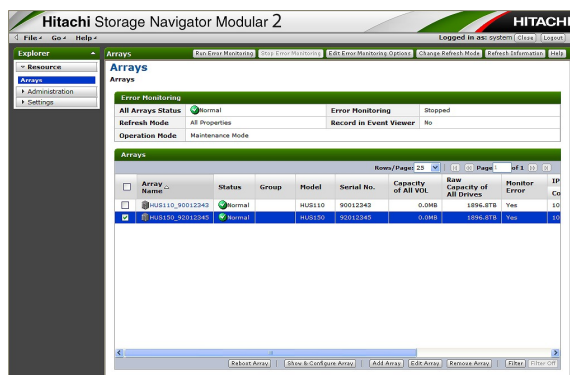 Hitachi Storage Navigator Modular 2
HITACHI
File Go Help
Logged in as: system Close Logout
Explorer
Arrays Run Error Monitoring Stop Error Monitoring Edit Error Monitoring Options Change Refresh Mode Refresh Information Help
Resource
Arrays
Administration
Settings
Arrays
Arrays
Error Monitoring
All Arrays Status Normal Error Monitoring Stopped
Refresh Mode All Properties Record in Event Viewer No
Operation Mode Maintenance Mode
Arrays
Rows/Page: 25 Page 1 of 1
Array Name Status Group Model Serial No. Capacity of All VOL Raw Capacity of All Drives Monitor Error IP
Co
HUS110_90012343 Normal HUS110 90012343 0.0MB 1896.8TB Yes 10
HUS150_92012345 Normal HUS150 92012345 0.0MB 1896.8TB Yes 10
Reboot Array Show & Configure Array Add Array Edit Array Remove Array Filter Filter Off